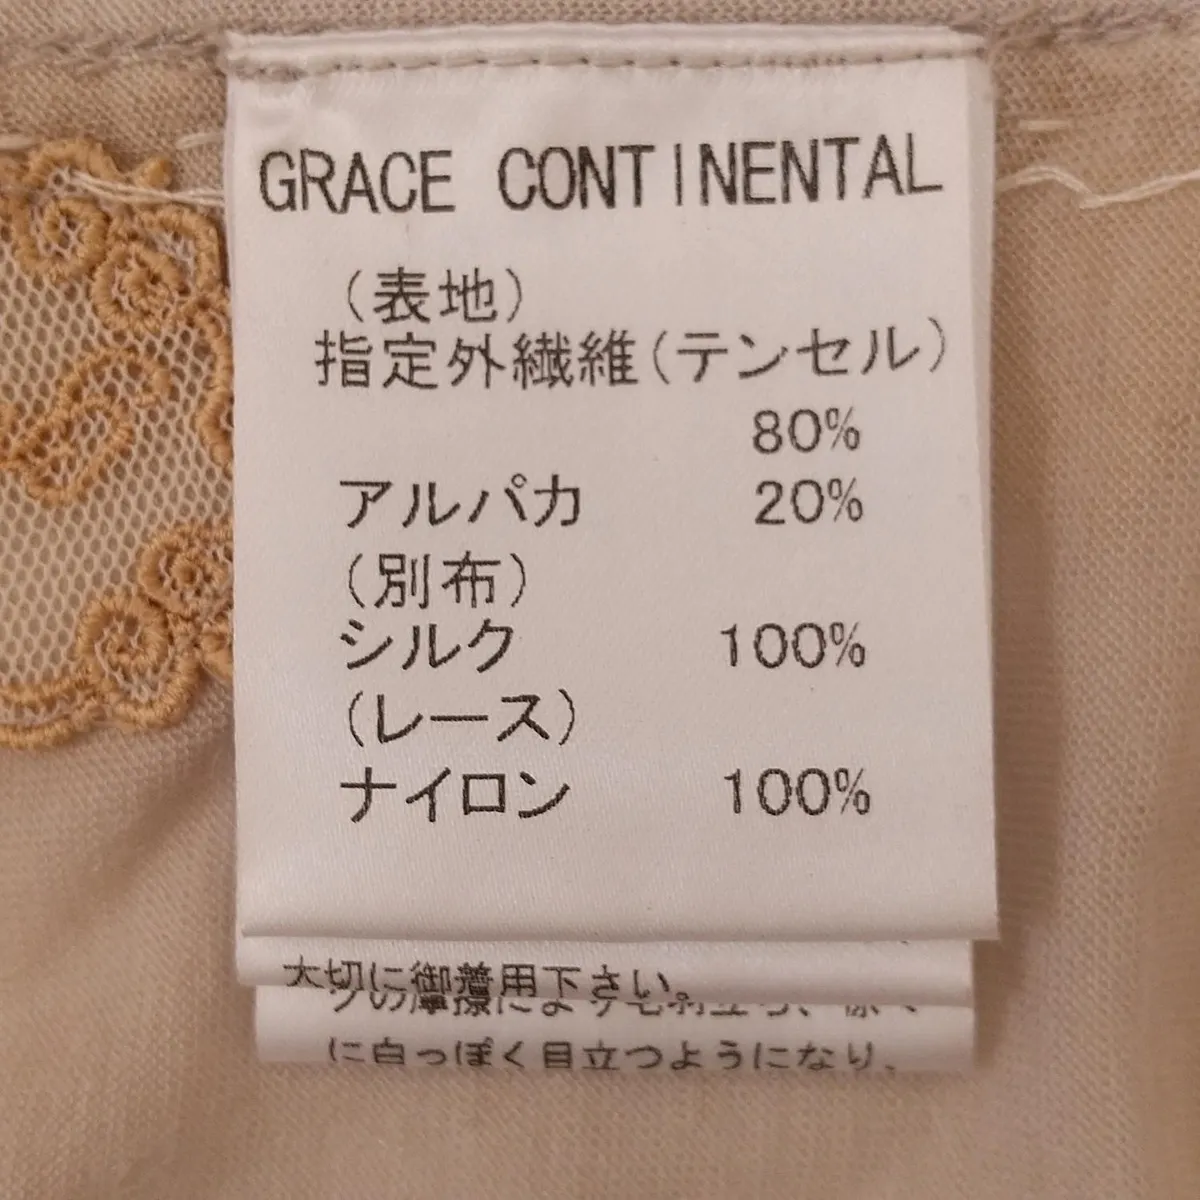 GRACE CONTINENTAL
(表地)
指定外繊維(テンセル)
80%
アルパカ 20%
(別布)
シルク 100%
(レース)
ナイロン 100%
大切に御着用下さい。
に白っぽく目立つようになり、